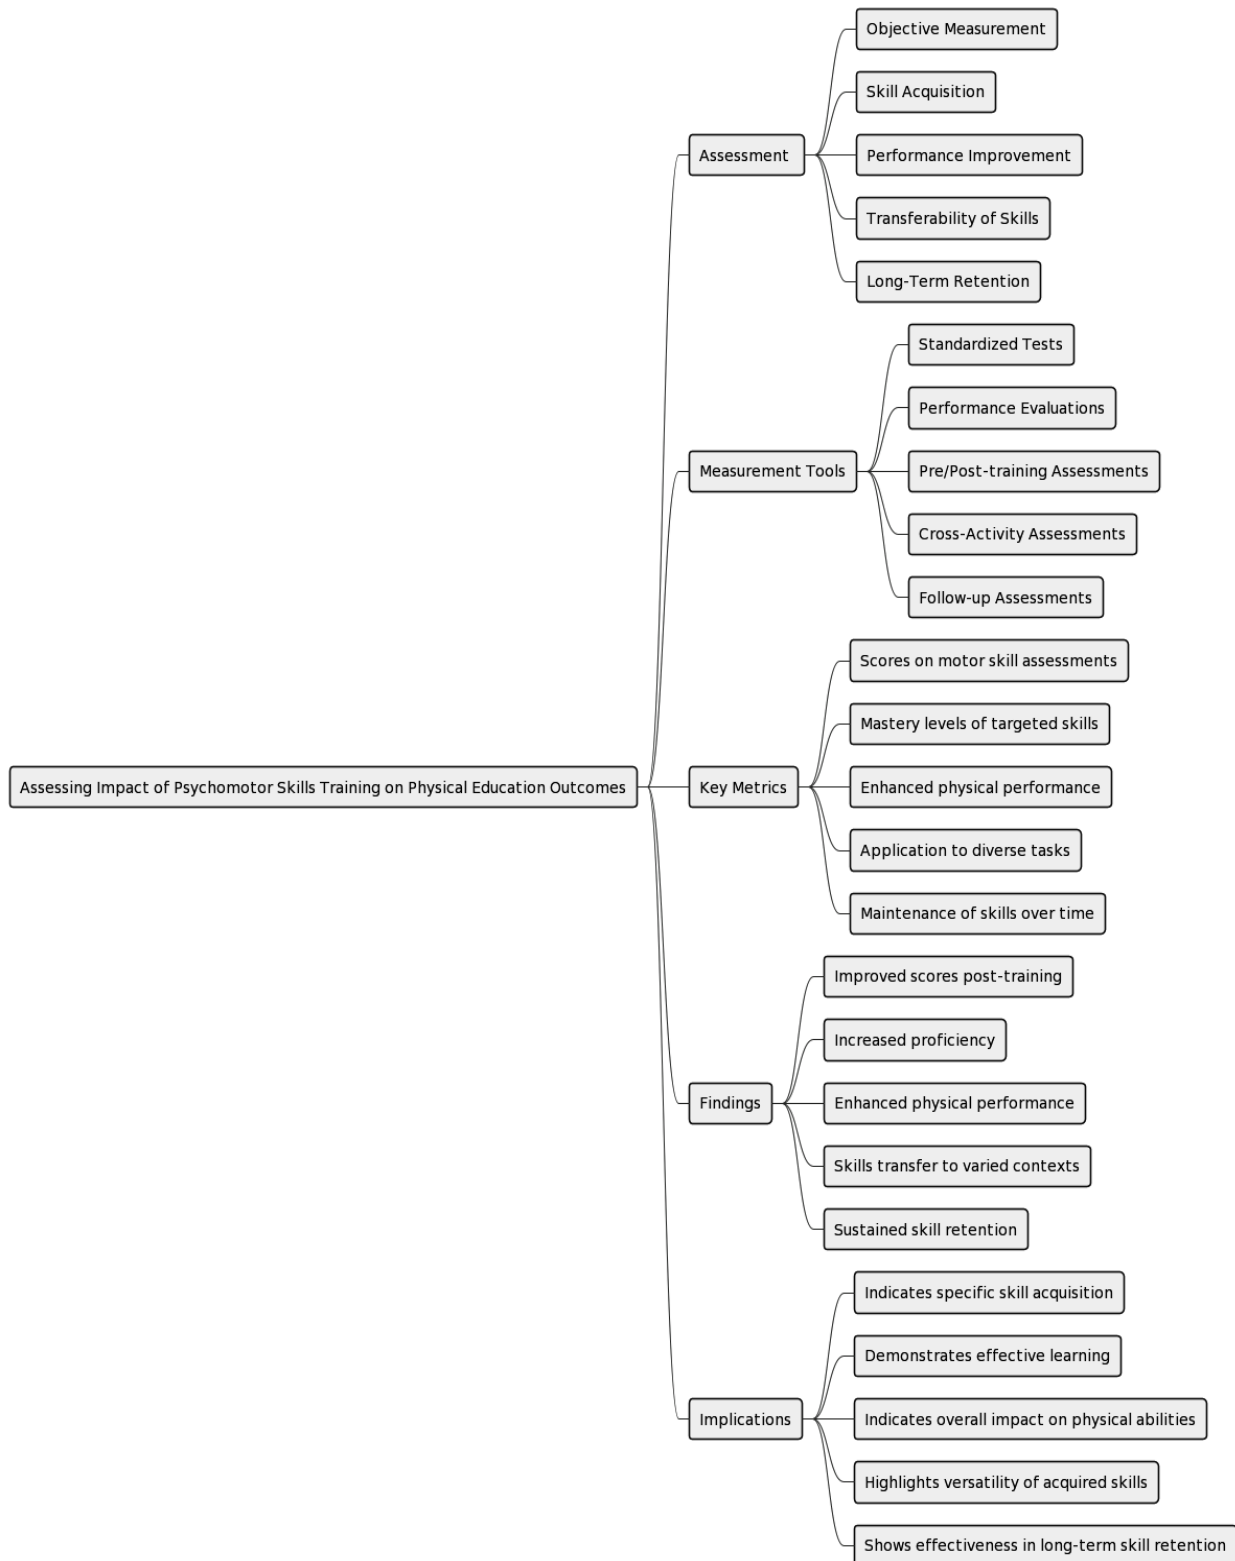 Objective Measurement
Skill Acquisition
Assessment
Performance Improvement
Transferability of Skills
Long-Term Retention
Standardized Tests
Performance Evaluations
Measurement Tools
Pre/Post-training Assessments
Cross-Activity Assessments
Follow-up Assessments
Scores on motor skill assessments
Mastery levels of targeted skills
Assessing Impact of Psychomotor Skills Training on Physical Education Outcomes
Key Metrics
Enhanced physical performance
Application to diverse tasks
Maintenance of skills over time
Improved scores post-training
Increased proficiency
Findings
Enhanced physical performance
Skills transfer to varied contexts
Sustained skill retention
Indicates specific skill acquisition
Demonstrates effective learning
Implications
Indicates overall impact on physical abilities
Highlights versatility of acquired skills
Shows effectiveness in long-term skill retention